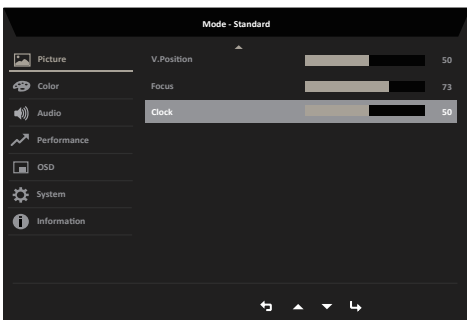 Mode - Standard
Picture
V.Position 50
Color
Focus 73
Audio
Clock 50
Performance
OSD
System
Information